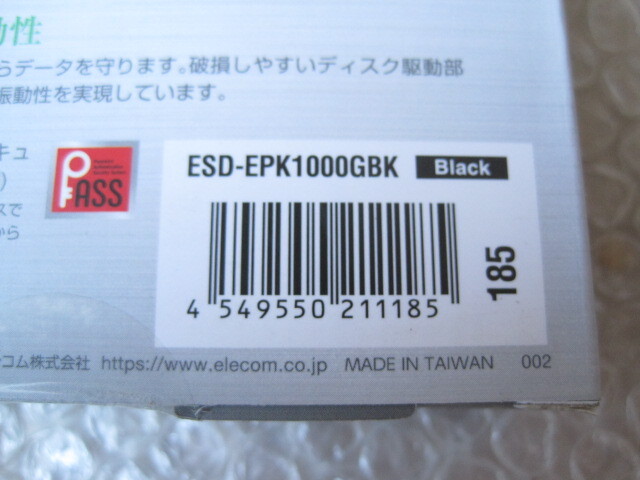 動性
らデータを守ります。破損しやすいディスク駆動部
振動性を実現しています。
キュ
)
スで
から
PASS
ESD-EPK1000GBK Black
4 549550 211185
185
コム株式会社 https://www.elecom.co.jp MADE IN TAIWAN 002